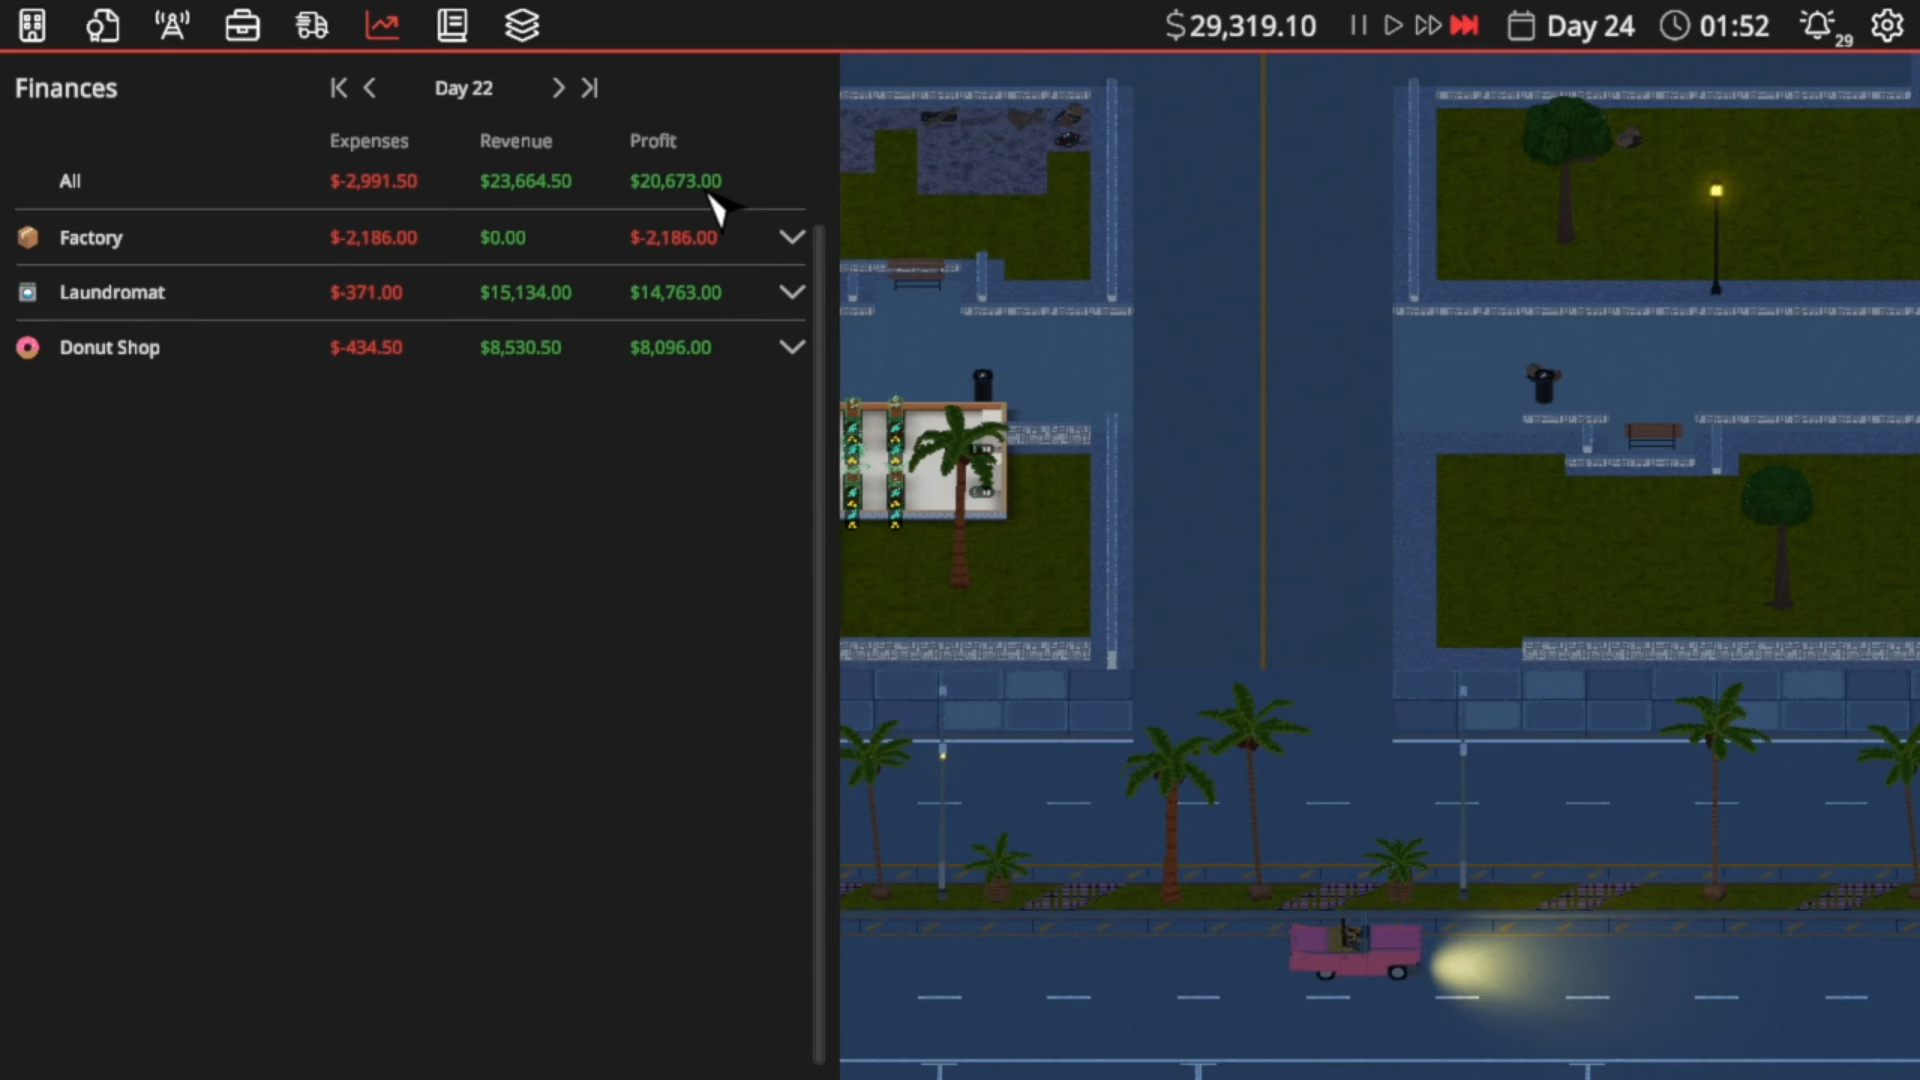 $29,319.10 Day 24 01:52 29
Finances Day 22
Expenses Revenue Profit
All $-2,991.50 $23,664.50 $20,673.00
Factory $-2,186.00 $0.00 $-2,186.00
Laundromat $-371.00 $15,134.00 $14,763.00
Donut Shop $-434.50 $8,530.50 $8,096.00